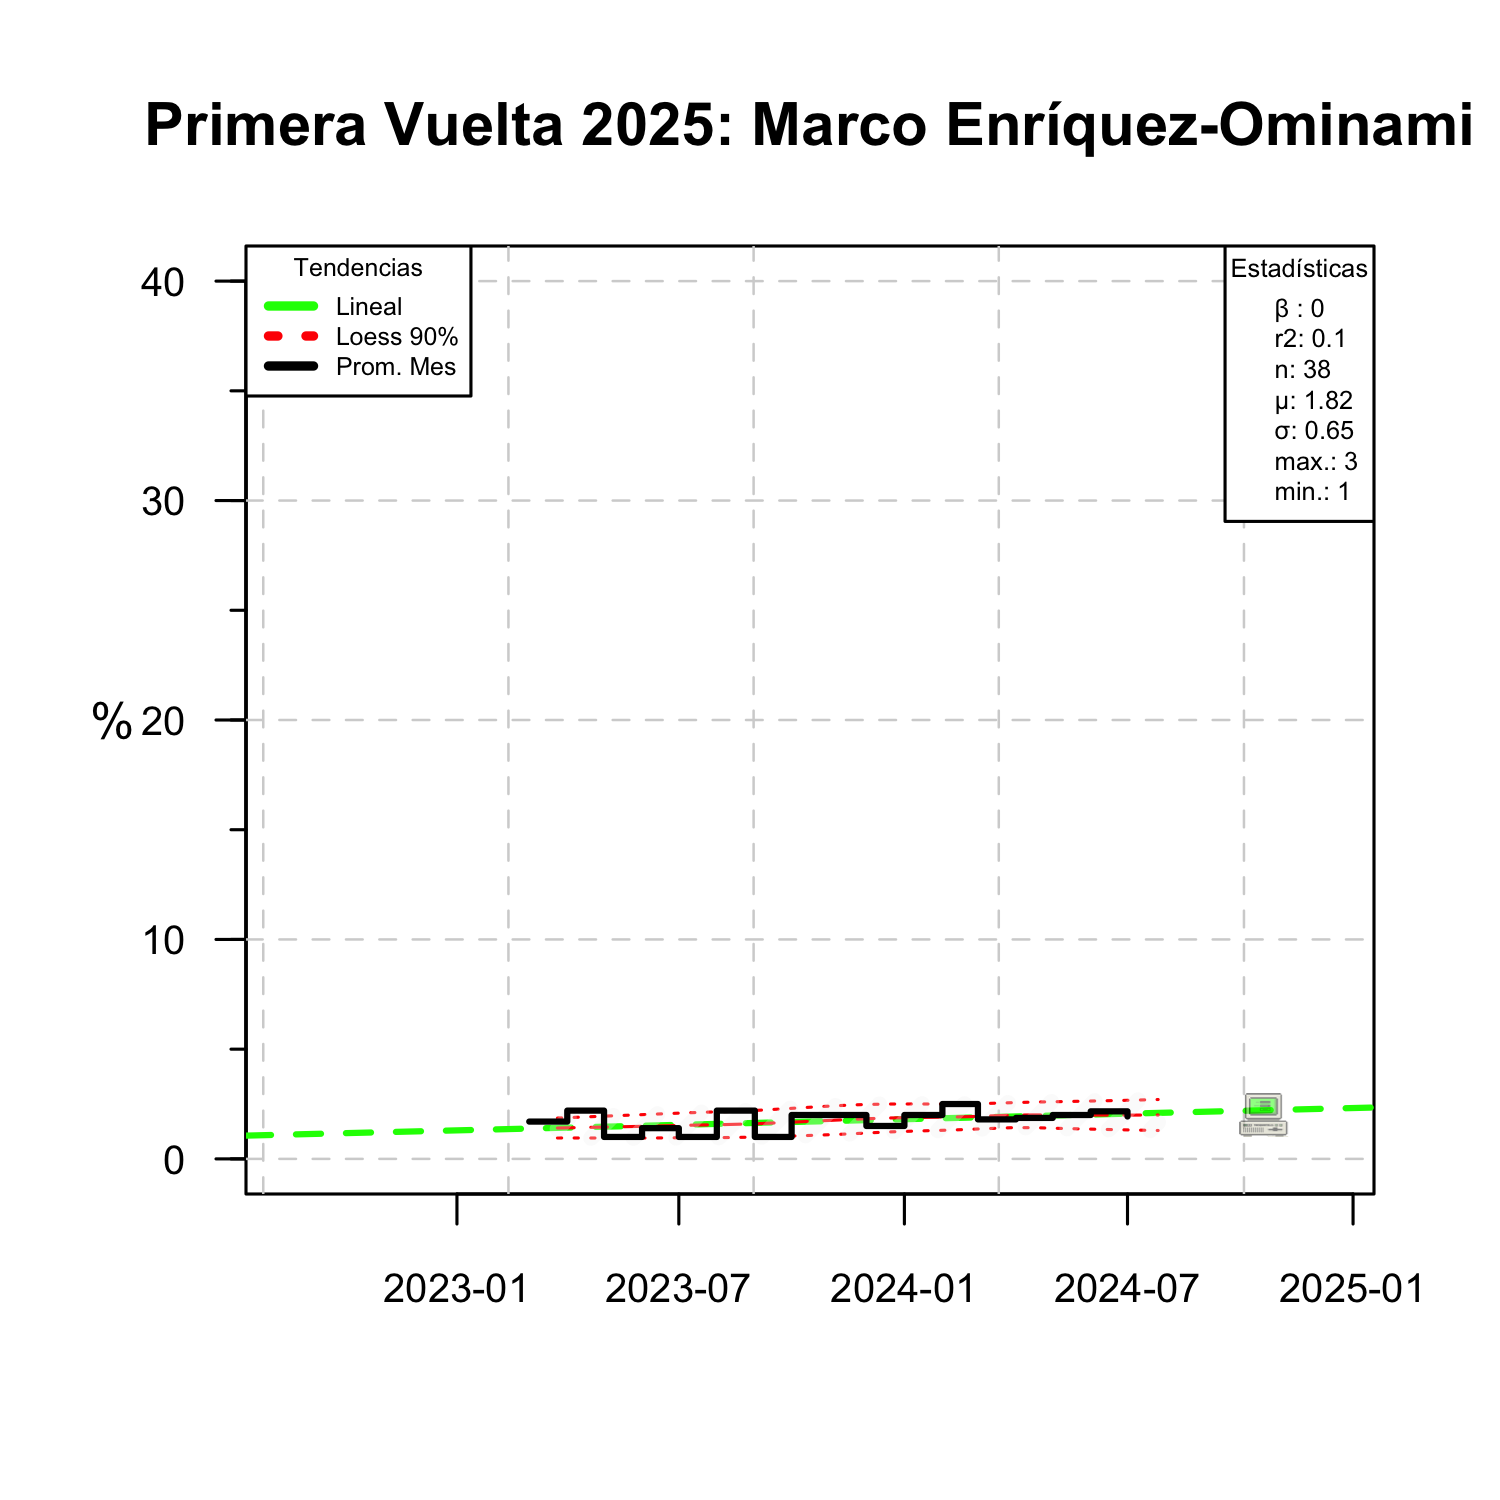 Primera Vuelta 2025: Marco Enríquez-Ominami
Tendencias
Lineal
Loess 90%
Prom. Mes
Estadísticas
β : 0
r2: 0.1
n: 38
μ: 1.82
σ: 0.65
max.: 3
min.: 1
40
30
% 20
10
0
2023-01 2023-07 2024-01 2024-07 2025-01